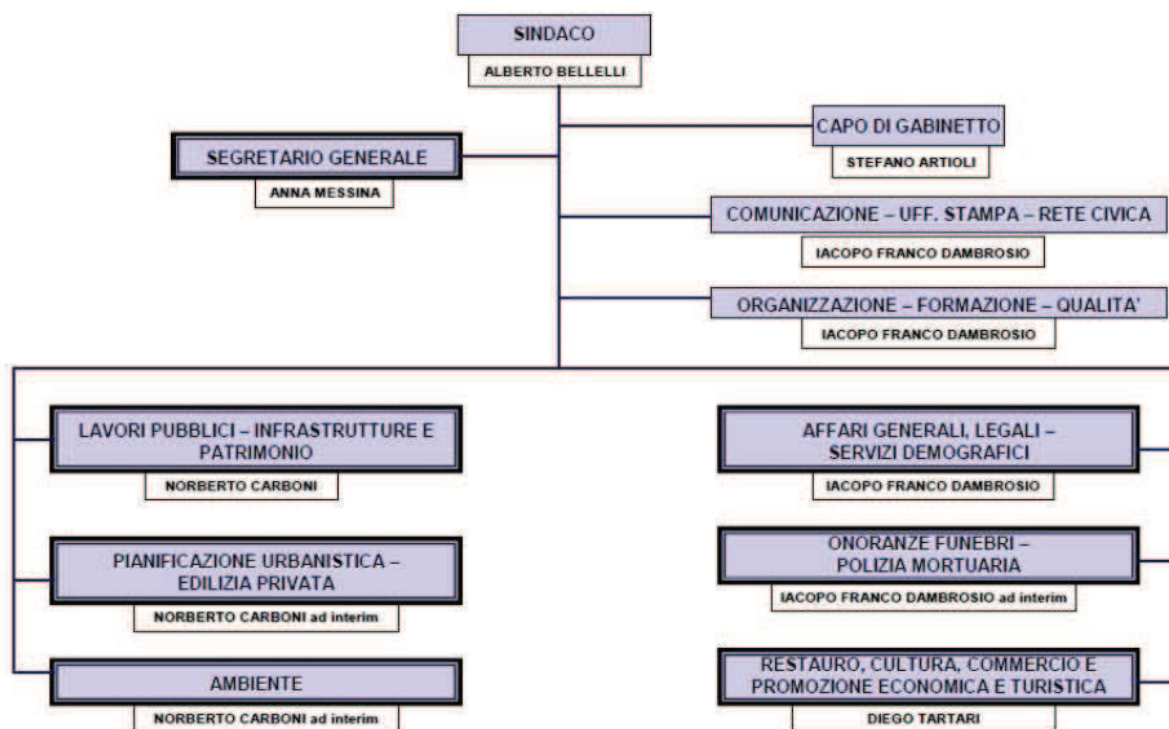 SINDACO
ALBERTO BELLELLI
CAPO DI GABINETTO
STEFANO ARTIOLI
SEGRETARIO GENERALE
ANNA MESSINA
COMUNICAZIONE – UFF. STAMPA – RETE CIVICA
IACOPO FRANCO DAMBROSIO
ORGANIZZAZIONE – FORMAZIONE – QUALITA'
IACOPO FRANCO DAMBROSIO
LAVORI PUBBLICI – INFRASTRUTTURE E
PATRIMONIO
NORBERTO CARBONI
AFFARI GENERALI, LEGALI –
SERVIZI DEMOGRAFICI
IACOPO FRANCO DAMBROSIO
PIANIFICAZIONE URBANISTICA –
EDILIZIA PRIVATA
NORBERTO CARBONI ad interim
ONORANZE FUNEBRI –
POLIZIA MORTUARIA
IACOPO FRANCO DAMBROSIO ad interim
AMBIENTE
NORBERTO CARBONI ad interim
RESTAURO, CULTURA, COMMERCIO E
PROMOZIONE ECONOMICA E TURISTICA
DIEGO TARTARI